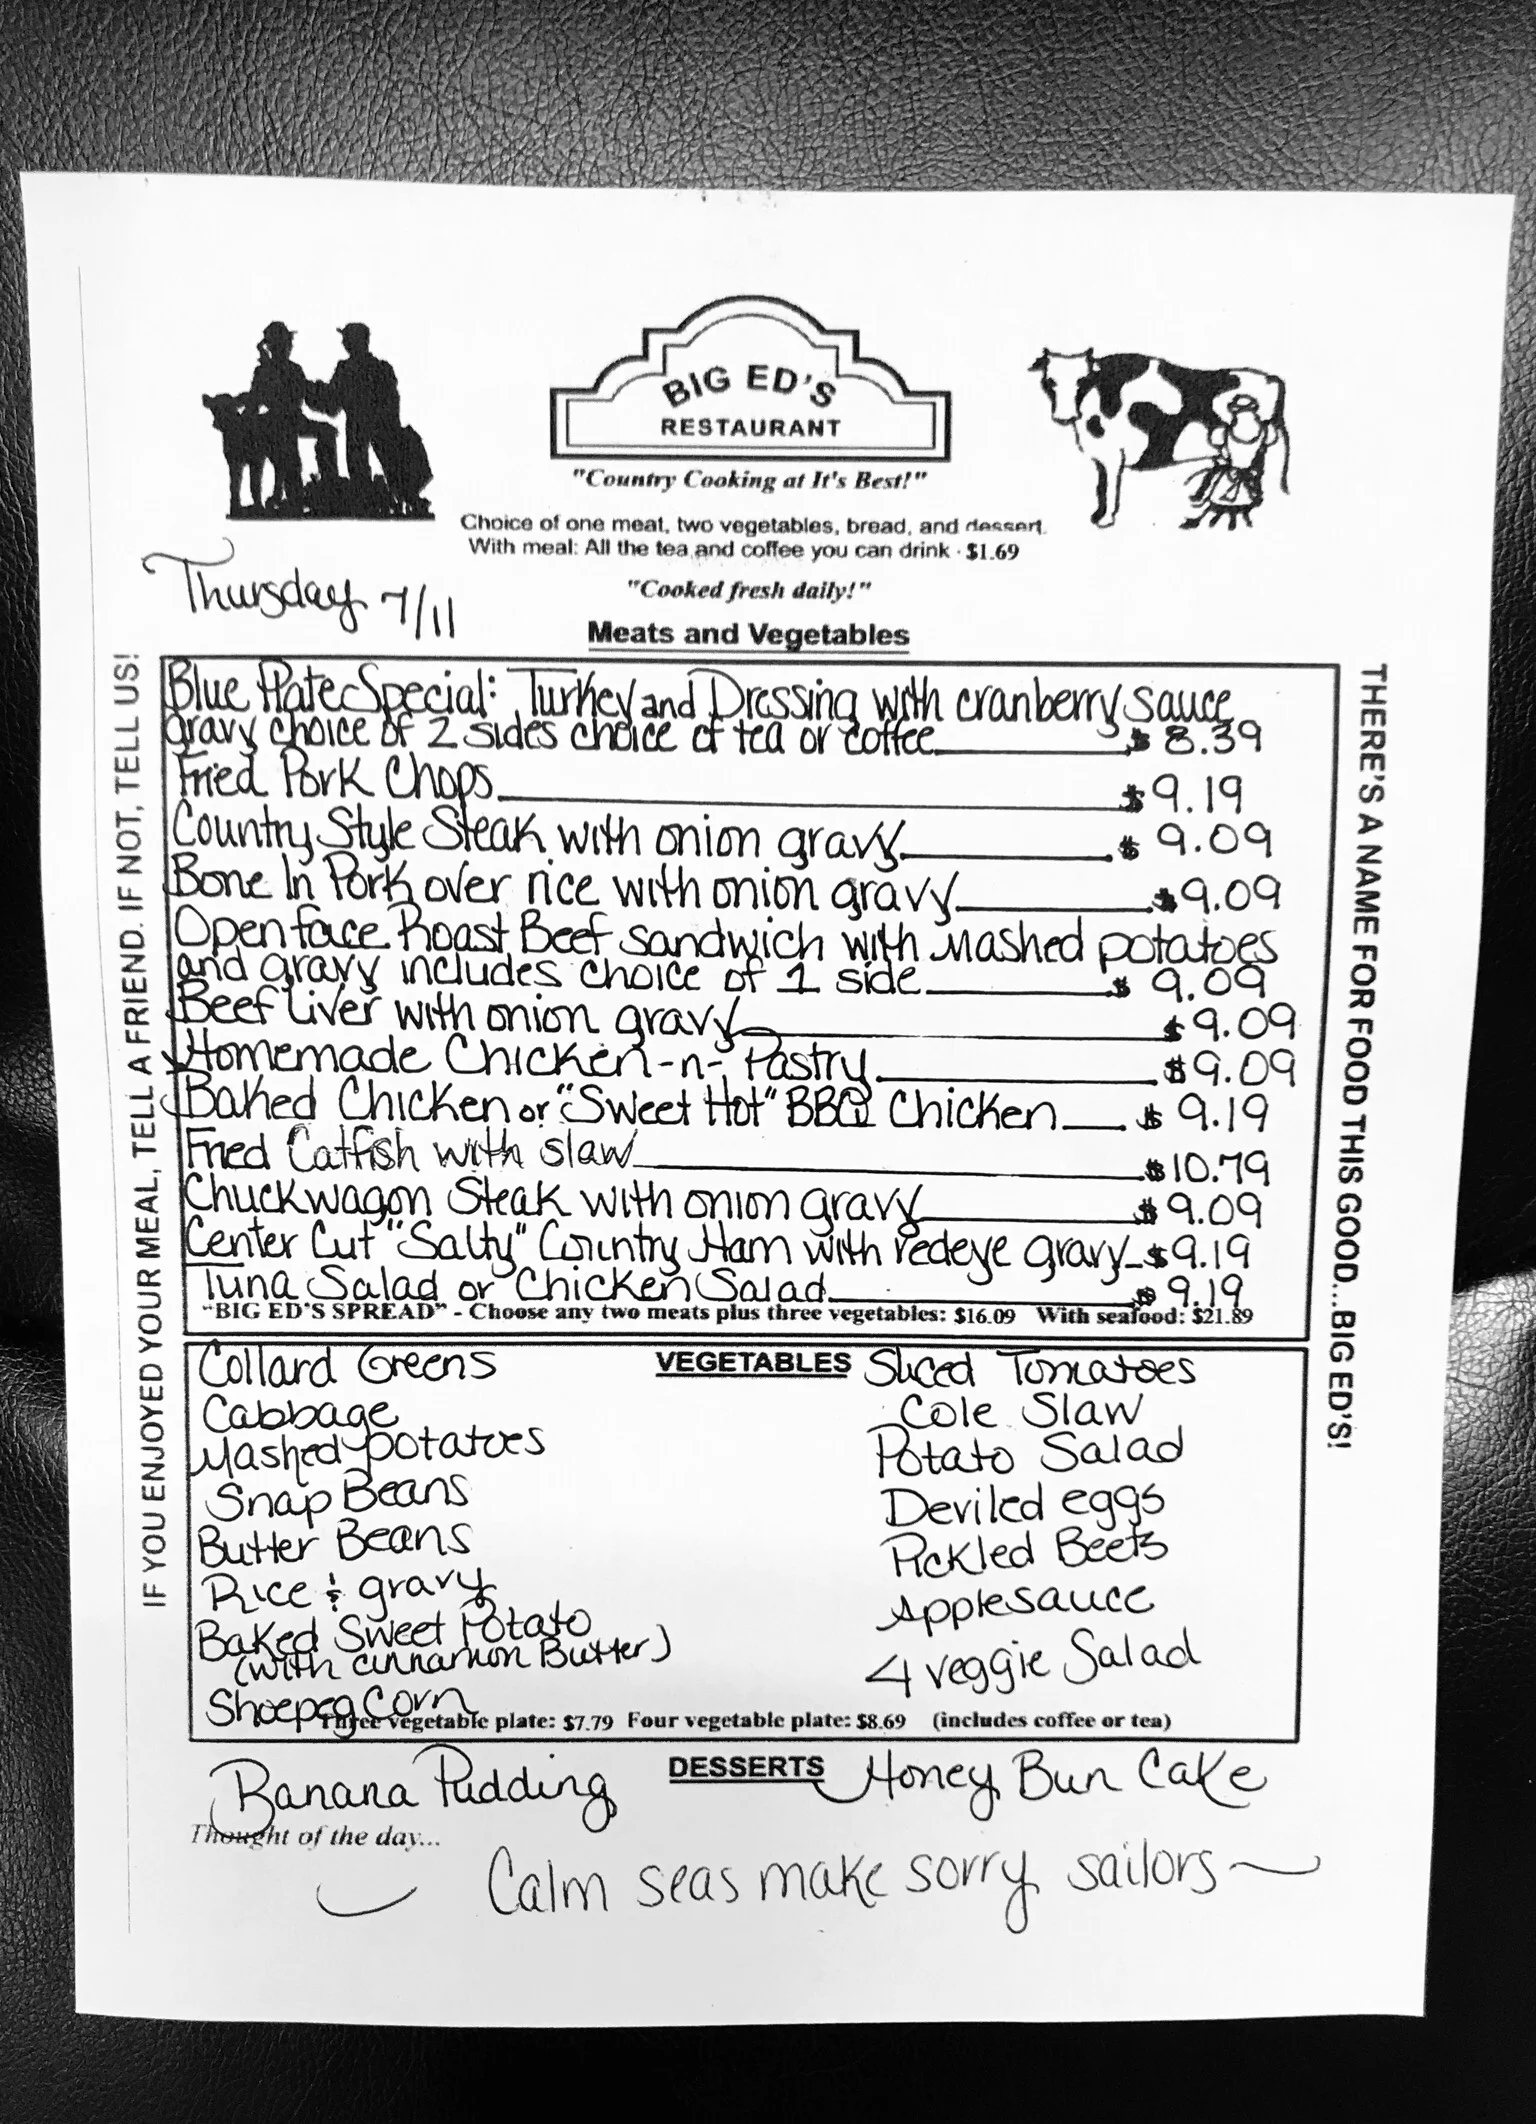 BIG ED'S
RESTAURANT
"Country Cooking at It's Best!"
Choice of one meat, two vegetables, bread, and dessert.
With meal: All the tea and coffee you can drink · $1.69
Thursday 7/11
"Cooked fresh daily!"
Meats and Vegetables
IF YOU ENJOYED YOUR MEAL, TELL A FRIEND. IF NOT, TELL US!
Blue Plate Special: Turkey and Dressing with cranberry sauce
gravy choice of 2 sides choice of tea or coffee $8.39
Fried Pork Chops $9.19
Country Style Steak with onion gravy $9.09
Bone In Pork over rice with onion gravy $9.09
Open face Roast Beef sandwich with mashed potatoes
and gravy includes choice of 1 side $9.09
Beef Liver with onion gravy $9.09
Homemade Chicken-n-Pastry $9.09
Baked Chicken or "Sweet Hot" BBQ Chicken $9.19
Fried Catfish with slaw $10.79
Chuckwagon Steak with onion gravy $9.09
Center Cut "Salty" Country Ham with redeye gravy $9.19
Tuna Salad or Chicken Salad $9.19
"BIG ED'S SPREAD" - Choose any two meats plus three vegetables: $16.09 With seafood: $21.89
THERE'S A NAME FOR FOOD THIS GOOD...BIG ED'S!
VEGETABLES
Collard Greens
Cabbage
Mashed potatoes
Snap Beans
Butter Beans
Rice & gravy
Baked Sweet Potato
(with cinnamon Butter)
Shoepeg Corn
Sliced Tomatoes
Cole Slaw
Potato Salad
Deviled eggs
Pickled Beets
Applesauce
4 veggie Salad
Three vegetable plate: $7.79 Four vegetable plate: $8.69 (includes coffee or tea)
DESSERTS
Banana Pudding
Honey Bun Cake
Thought of the day...
Calm seas make sorry sailors